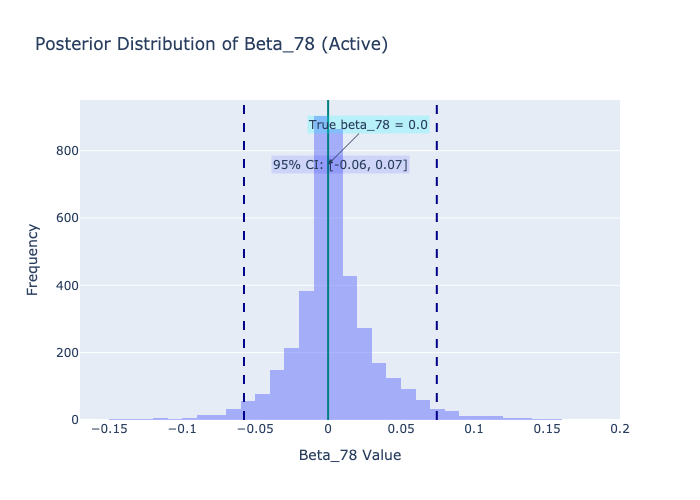 Posterior Distribution of Beta_78 (Active)
True beta_78 = 0.0
95% CI: [-0.06, 0.07]
Frequency
800
600
400
200
0
−0.15 −0.1 −0.05 0 0.05 0.1 0.15 0.2
Beta_78 Value